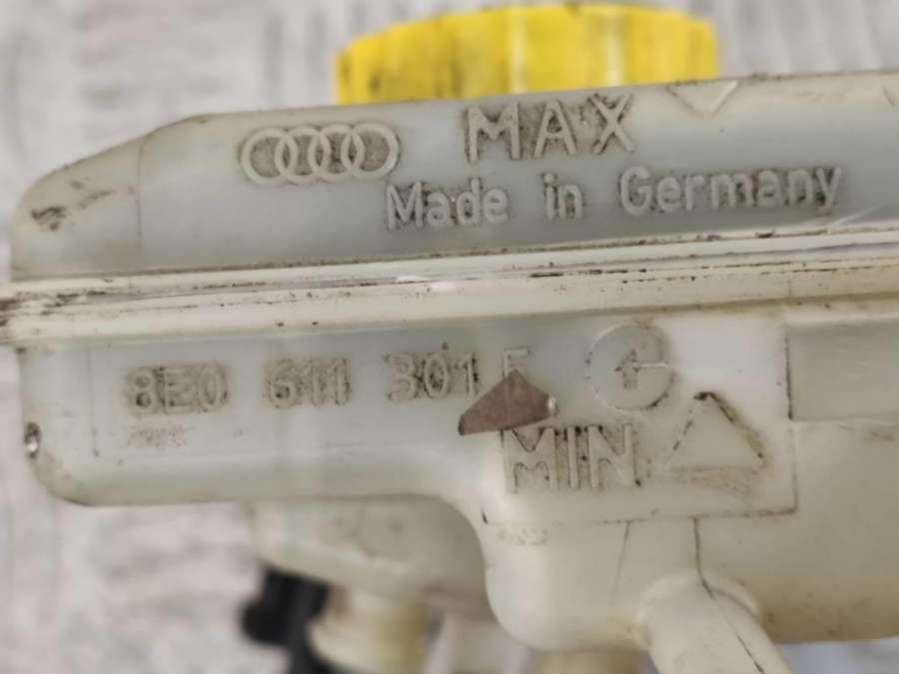 MAX
Made in Germany
8E0 611 301
MIN